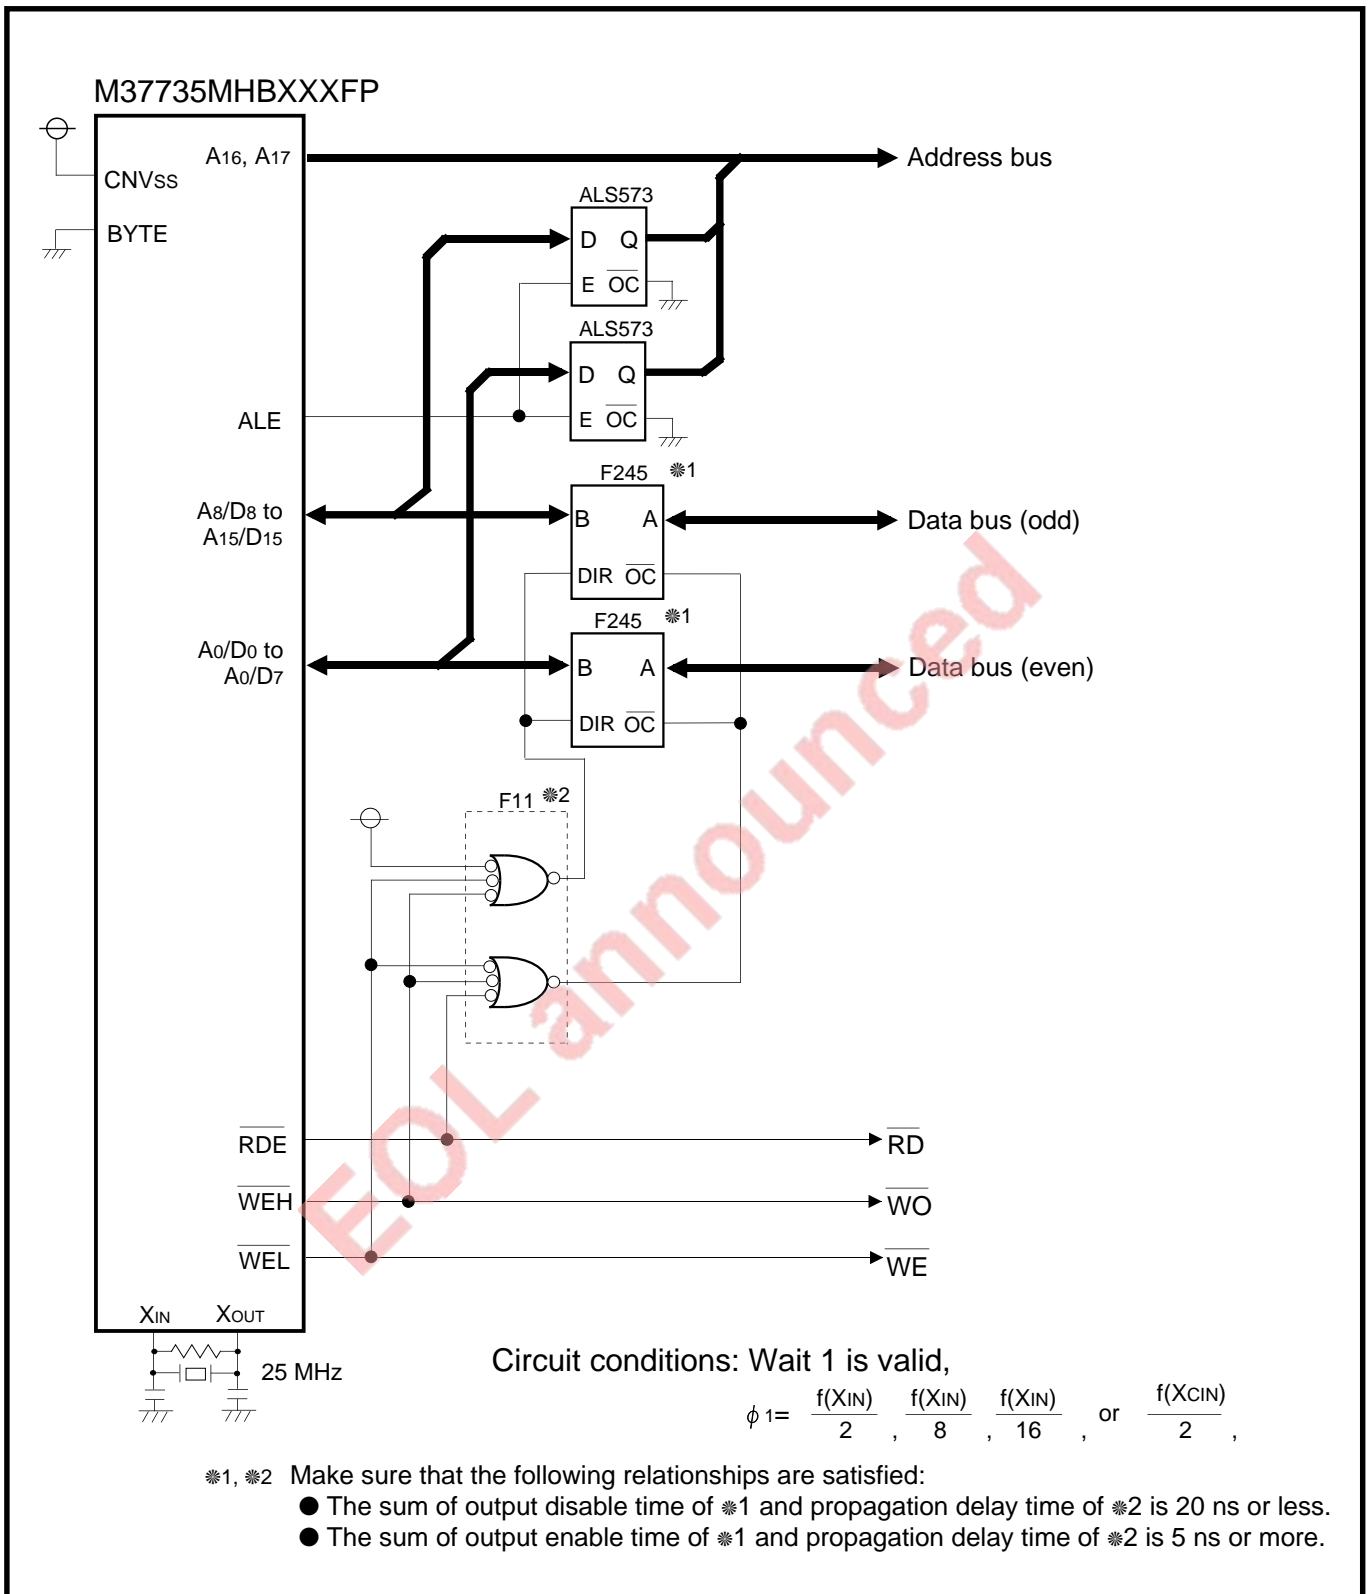 M37735MHBXXXFP
A16, A17
Address bus
CNVSS
BYTE
ALS573
D Q
E OC
ALS573
D Q
E OC
ALE
F245 ※1
A8/D8 to
A15/D15
B A
Data bus (odd)
DIR OC
F245 ※1
A0/D0 to
A0/D7
B A
Data bus (even)
DIR OC
F11 ※2
RDE
RD
WEH
WO
WEL
WE
XIN XOUT
25 MHz
Circuit conditions: Wait 1 is valid,
ϕ 1= f(XIN)/2 , f(XIN)/8 , f(XIN)/16 , or f(XCIN)/2 ,
※1, ※2 Make sure that the following relationships are satisfied:
● The sum of output disable time of ※1 and propagation delay time of ※2 is 20 ns or less.
● The sum of output enable time of ※1 and propagation delay time of ※2 is 5 ns or more.
EOL announced